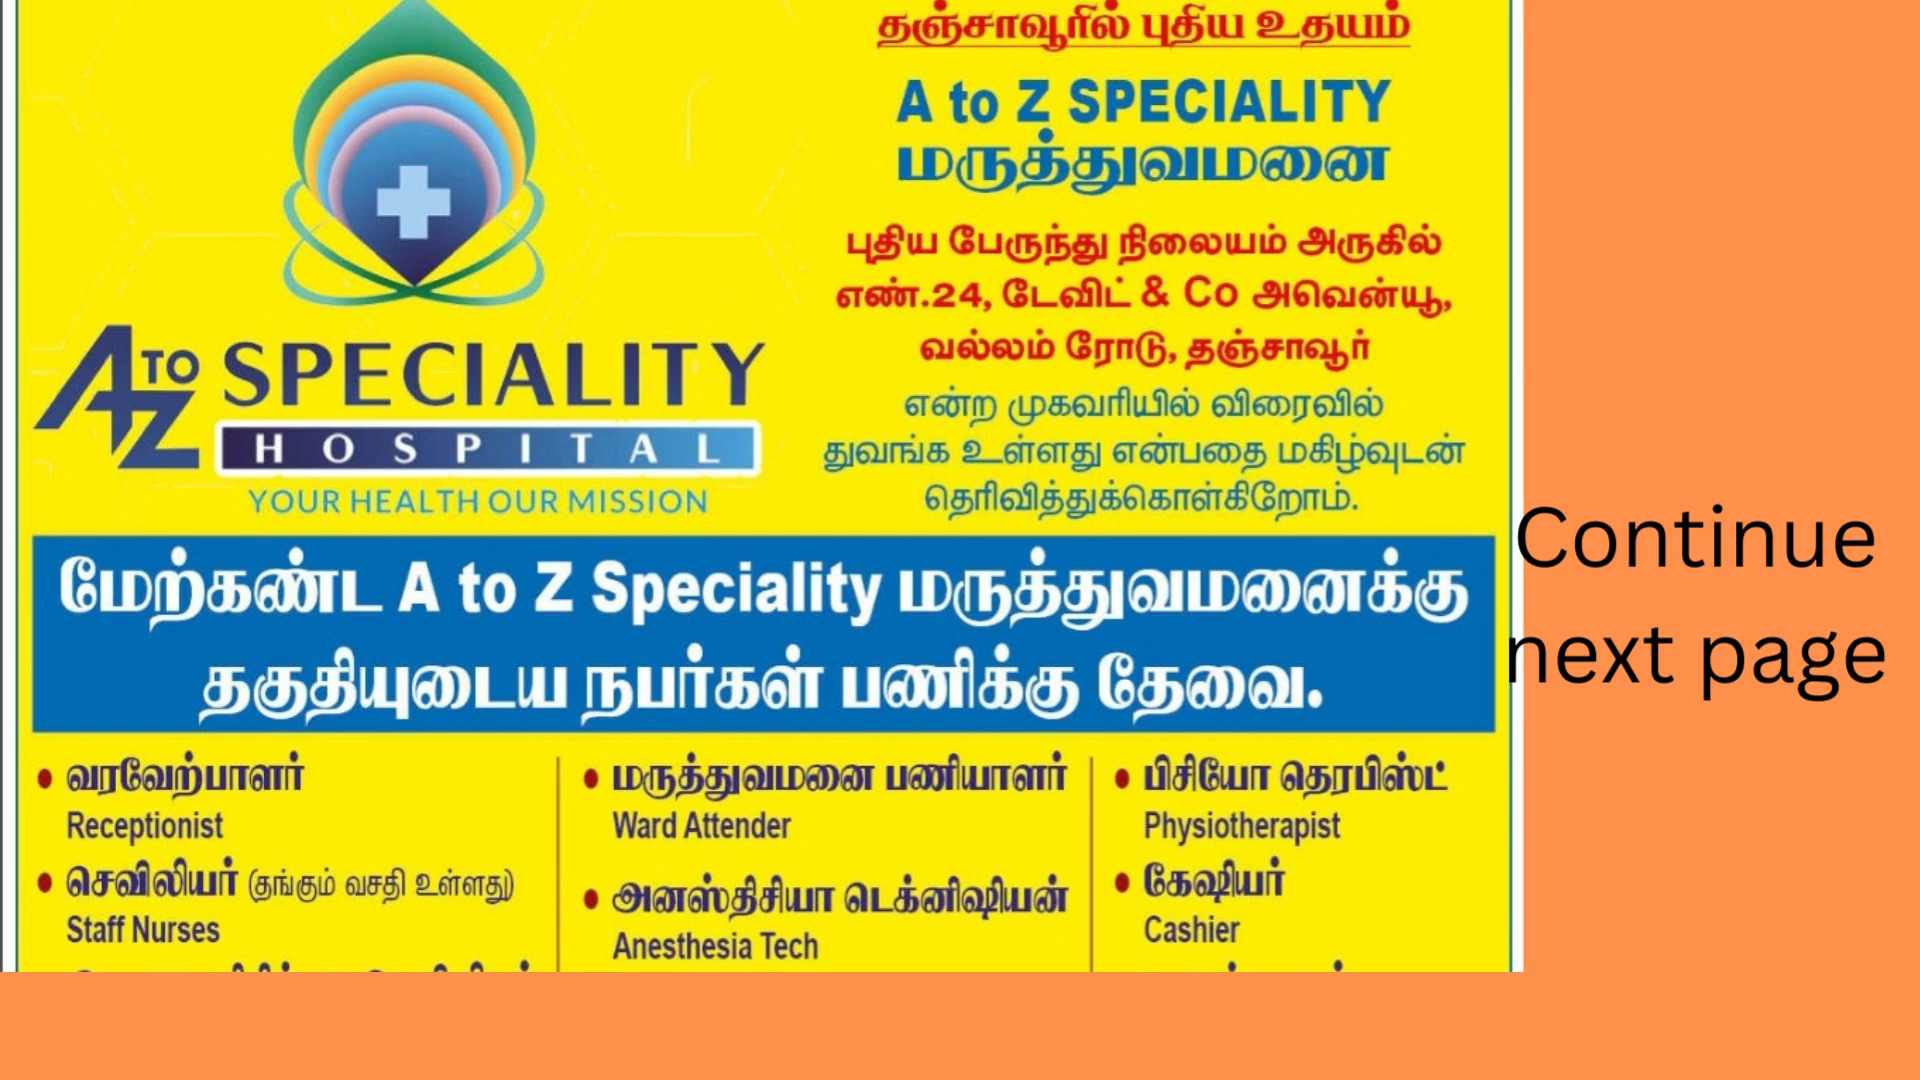 தஞ்சாவூரில் புதிய உதயம்
A to Z SPECIALITY
மருத்துவமனை
புதிய பேருந்து நிலையம் அருகில்
எண்.24, டேவிட் & Co அவென்யூ,
வல்லம் ரோடு, தஞ்சாவூர்
என்ற முகவரியில் விரைவில்
துவங்க உள்ளது என்பதை மகிழ்வுடன்
தெரிவித்துக்கொள்கிறோம்.
A TO Z SPECIALITY
HOSPITAL
YOUR HEALTH OUR MISSION
மேற்கண்ட A to Z Speciality மருத்துவமனைக்கு
தகுதியுடைய நபர்கள் பணிக்கு தேவை.
• வரவேற்பாளர்
Receptionist
• செவிலியர் (தங்கும் வசதி உள்ளது)
Staff Nurses
• மருத்துவமனை பணியாளர்
Ward Attender
• அனஸ்திசியா டெக்னிஷியன்
Anesthesia Tech
• பிசியோ தெரபிஸ்ட்
Physiotherapist
• கேஷியர்
Cashier
Continue
next page